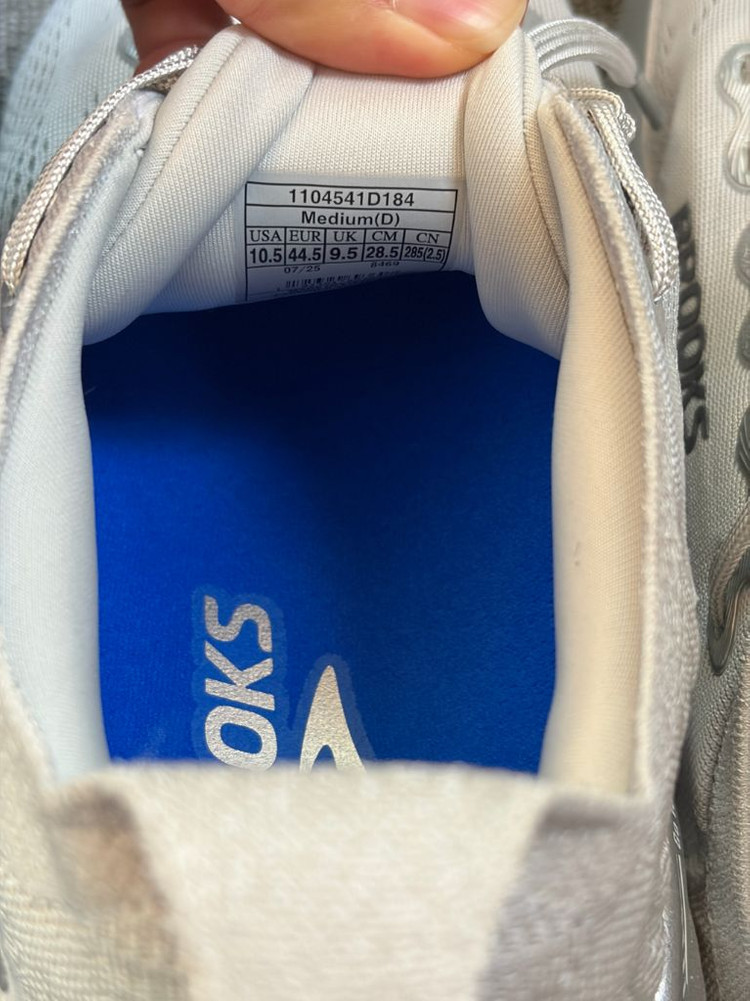 1104541D184
Medium(D)
USA EUR UK CM CN
10.5 44.5 9.5 28.5 285(2.5)
07/25 8469
BROOKS
OKS